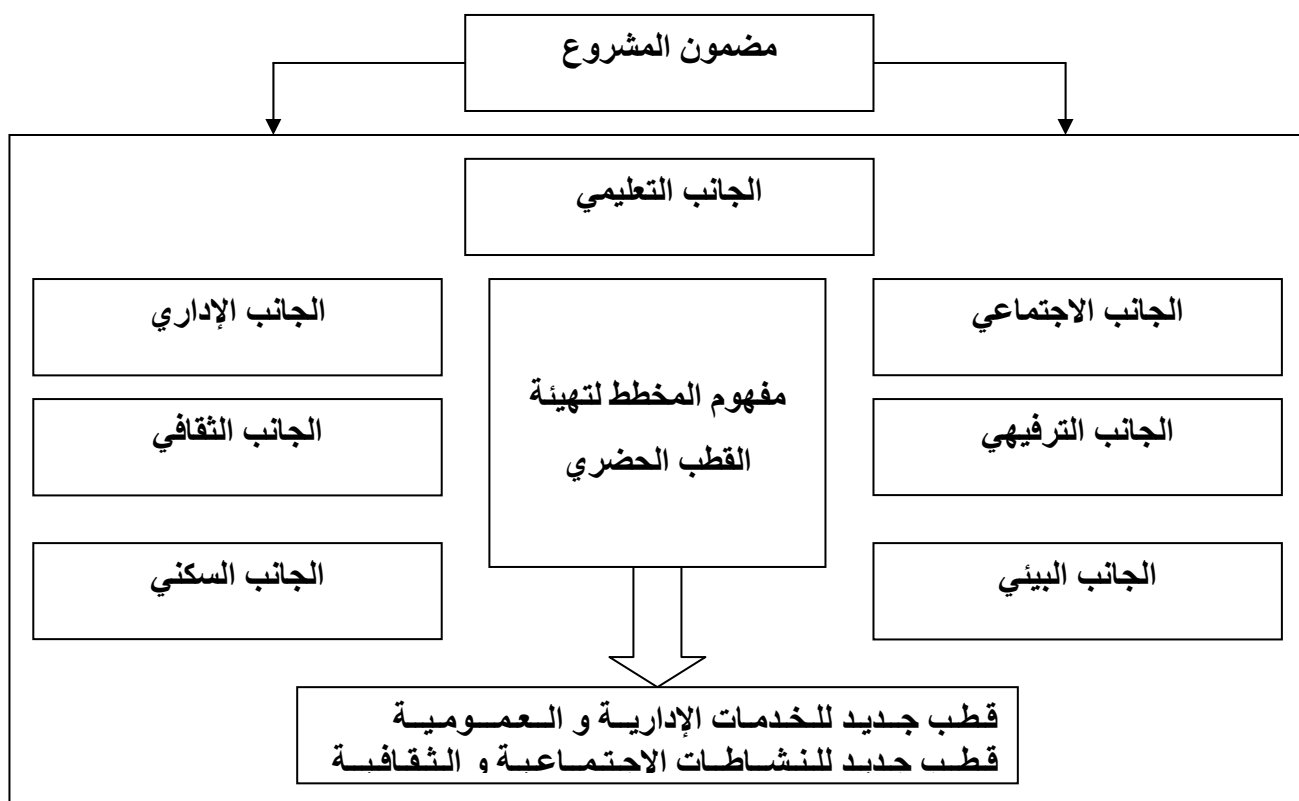 مضمون المشروع
الجانب التعليمي
الجانب الاجتماعي
الجانب الإداري
مفهوم المخطط لتهيئة
القطب الحضري
الجانب الترفيهي
الجانب الثقافي
الجانب البيئي
الجانب السكني
قطب جديد للخدمات الإدارية و العمومية
قطب جديد للنشاطات الاجتماعية و الثقافية